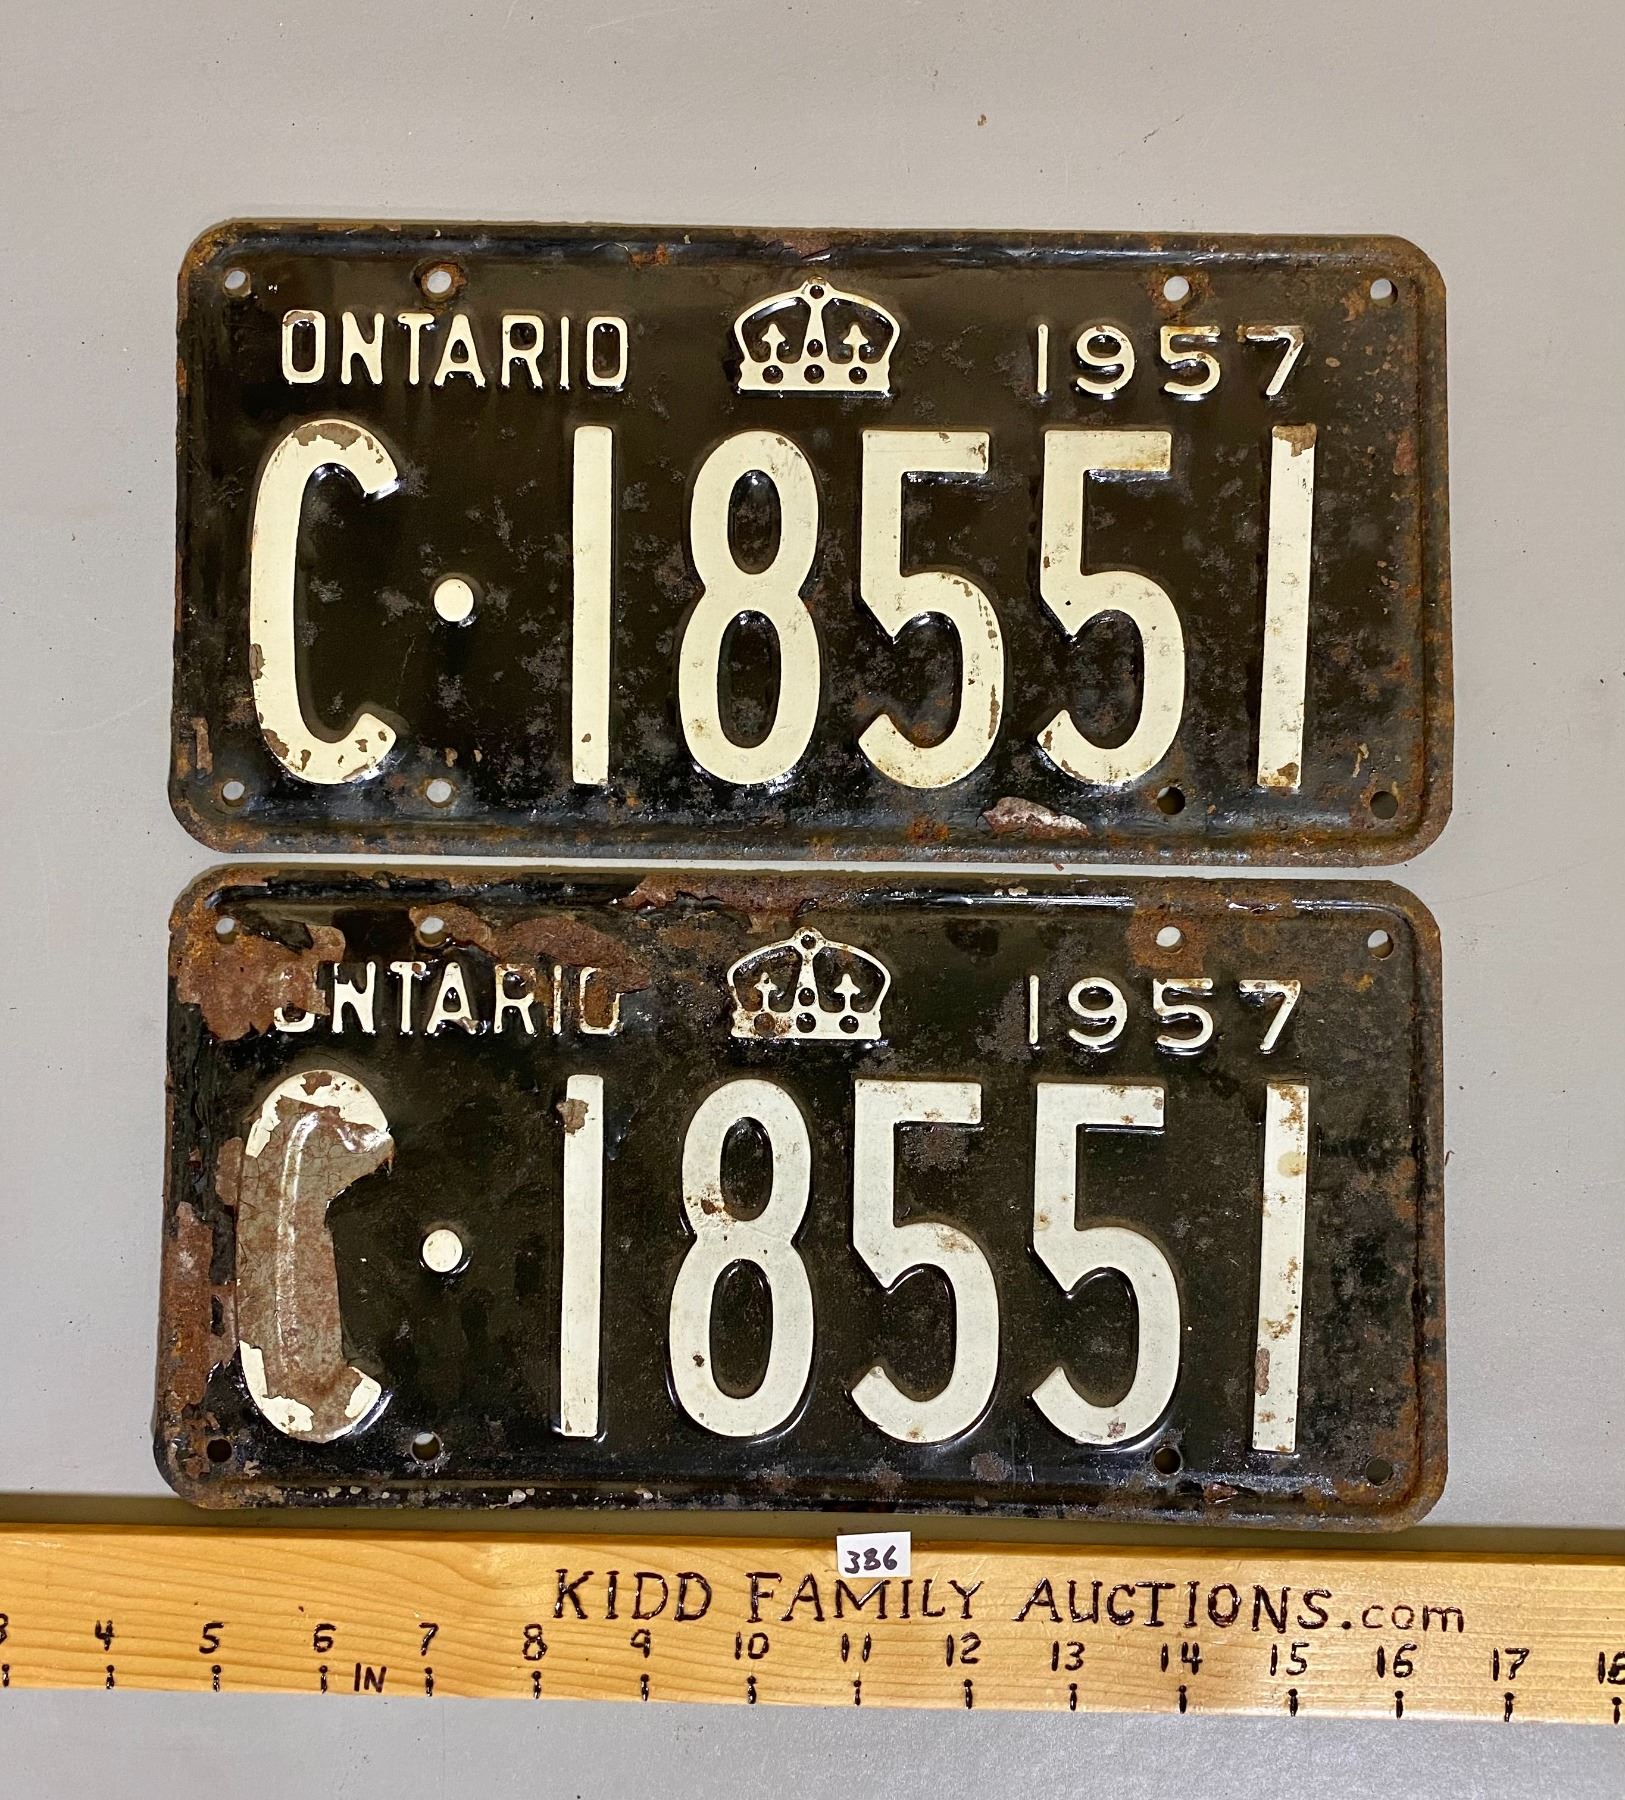 ONTARIO 1957
C·18551
ONTARIO 1957
C·18551
386
KIDD FAMILY AUCTIONS.com
3 4 5 6 7 8 9 10 11 12 13 14 15 16 17 18
IN